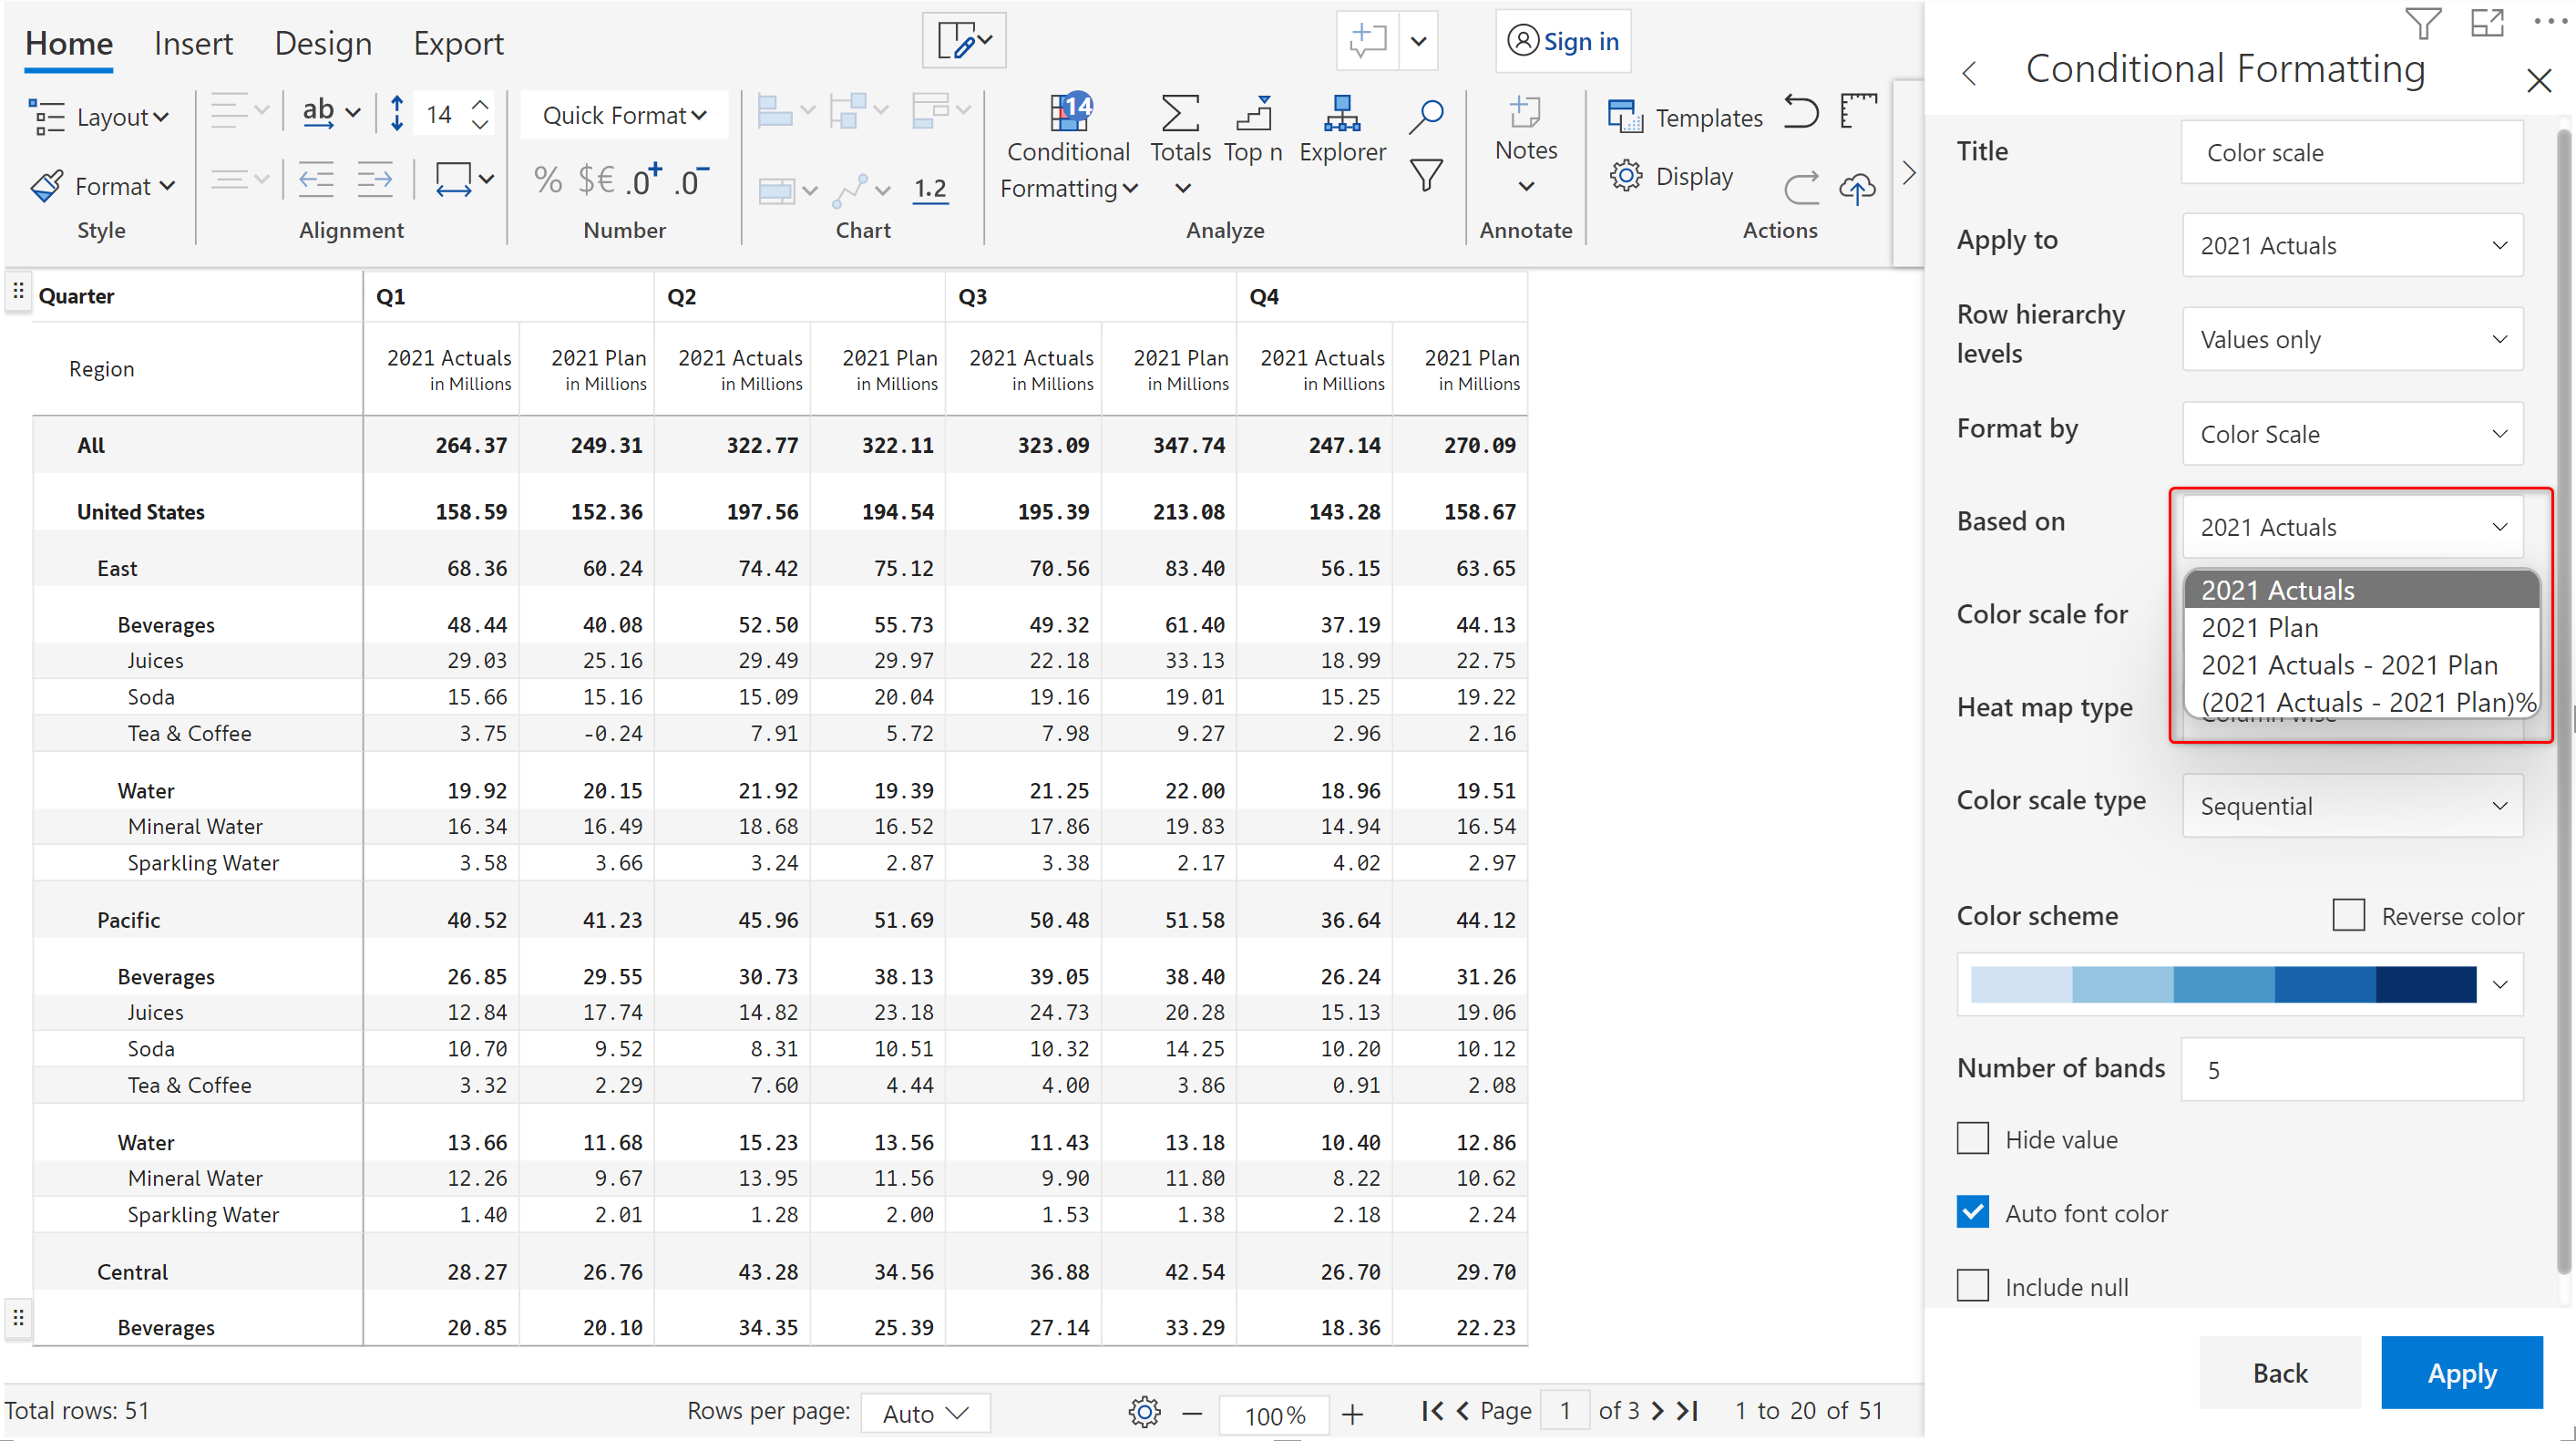 Home Insert Design Export
Sign in
Layout
ab
14
Quick Format
14
Conditional Formatting
Totals
Top n
Explorer
Notes
Templates
Format
% $€ .0+ .0-
1.2
Display
Style Alignment Number Chart Analyze Annotate Actions
Quarter Q1 Q2 Q3 Q4
Region 2021 Actuals 2021 Plan 2021 Actuals 2021 Plan 2021 Actuals 2021 Plan 2021 Actuals 2021 Plan
in Millions in Millions in Millions in Millions in Millions in Millions in Millions in Millions
All 264.37 249.31 322.77 322.11 323.09 347.74 247.14 270.09
United States 158.59 152.36 197.56 194.54 195.39 213.08 143.28 158.67
East 68.36 60.24 74.42 75.12 70.56 83.40 56.15 63.65
Beverages 48.44 40.08 52.50 55.73 49.32 61.40 37.19 44.13
Juices 29.03 25.16 29.49 29.97 22.18 33.13 18.99 22.75
Soda 15.66 15.16 15.09 20.04 19.16 19.01 15.25 19.22
Tea & Coffee 3.75 -0.24 7.91 5.72 7.98 9.27 2.96 2.16
Water 19.92 20.15 21.92 19.39 21.25 22.00 18.96 19.51
Mineral Water 16.34 16.49 18.68 16.52 17.86 19.83 14.94 16.54
Sparkling Water 3.58 3.66 3.24 2.87 3.38 2.17 4.02 2.97
Pacific 40.52 41.23 45.96 51.69 50.48 51.58 36.64 44.12
Beverages 26.85 29.55 30.73 38.13 39.05 38.40 26.24 31.26
Juices 12.84 17.74 14.82 23.18 24.73 20.28 15.13 19.06
Soda 10.70 9.52 8.31 10.51 10.32 14.25 10.20 10.12
Tea & Coffee 3.32 2.29 7.60 4.44 4.00 3.86 0.91 2.08
Water 13.66 11.68 15.23 13.56 11.43 13.18 10.40 12.86
Mineral Water 12.26 9.67 13.95 11.56 9.90 11.80 8.22 10.62
Sparkling Water 1.40 2.01 1.28 2.00 1.53 1.38 2.18 2.24
Central 28.27 26.76 43.28 34.56 36.88 42.54 26.70 29.70
Beverages 20.85 20.10 34.35 25.39 27.14 33.29 18.36 22.23
Total rows: 51 Rows per page: Auto 100% Page 1 of 3 1 to 20 of 51
Conditional Formatting
Title Color scale
Apply to 2021 Actuals
Row hierarchy levels Values only
Format by Color Scale
Based on 2021 Actuals
2021 Actuals
Color scale for
2021 Plan
2021 Actuals - 2021 Plan
Heat map type
(2021 Actuals - 2021 Plan)%
Color scale type Sequential
Color scheme Reverse color
Number of bands 5
Hide value
Auto font color
Include null
Back Apply